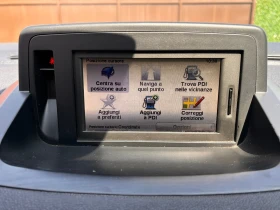 Centra su
posizione auto
Naviga a
quel punto
Trova PDI
nelle vicinanze
Aggiungi
a preferiti
Aggiungi
a PDI
Correggi
posizione